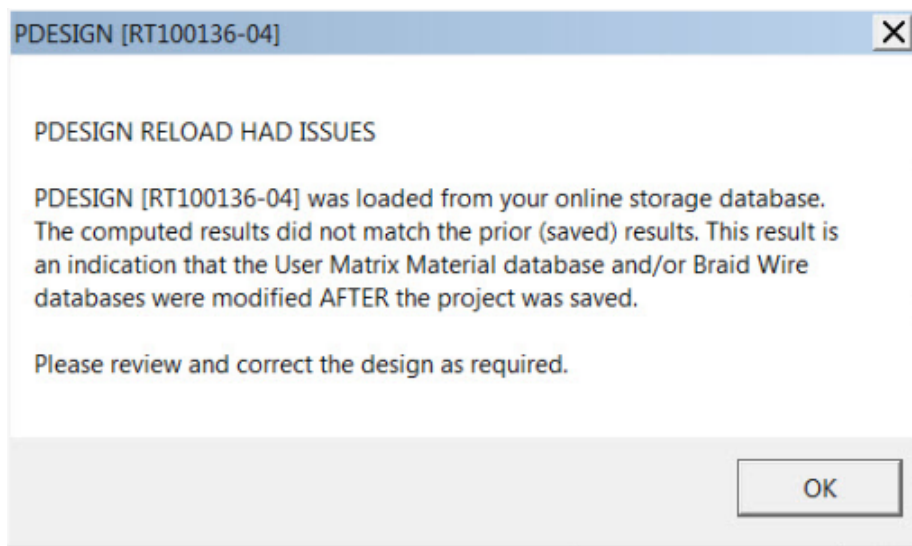 PDESIGN [RT100136-04]
PDESIGN RELOAD HAD ISSUES
PDESIGN [RT100136-04] was loaded from your online storage database.
The computed results did not match the prior (saved) results. This result is
an indication that the User Matrix Material database and/or Braid Wire
databases were modified AFTER the project was saved.
Please review and correct the design as required.
OK